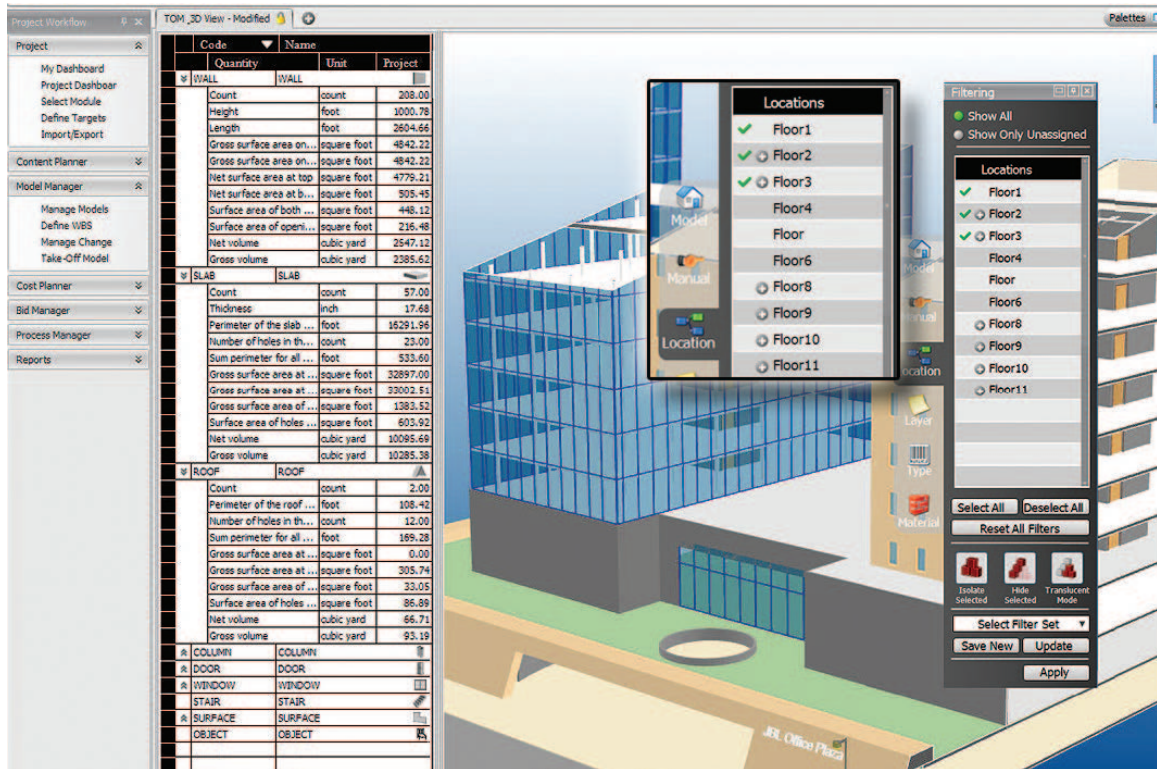 Project Workflow
TOM_3D View - Modified
Palettes
Project
My Dashboard
Project Dashboar
Select Module
Define Targets
Import/Export
Content Planner
Model Manager
Manage Models
Define WBS
Manage Change
Take-Off Model
Cost Planner
Bid Manager
Process Manager
Reports
Code Name
Quantity Unit Project
WALL WALL
Count count 208.00
Height foot 1000.78
Length foot 2604.66
Gross surface area on... square foot 4842.22
Gross surface area on... square foot 4842.22
Net surface area at top square foot 4779.21
Net surface area at b... square foot 505.45
Surface area of both ... square foot 448.12
Surface area of openi... square foot 216.48
Net volume cubic yard 2547.12
Gross volume cubic yard 2385.62
SLAB SLAB
Count count 57.00
Thickness inch 17.68
Perimeter of the slab ... foot 16291.96
Number of holes in th... count 23.00
Sum perimeter for all ... foot 533.60
Gross surface area at ... square foot 32897.00
Gross surface area at ... square foot 33002.51
Gross surface area of ... square foot 1383.52
Surface area of holes ... square foot 603.92
Net volume cubic yard 10095.69
Gross volume cubic yard 10285.38
ROOF ROOF
Count count 2.00
Perimeter of the roof ... foot 108.42
Number of holes in th... count 12.00
Sum perimeter for all ... foot 169.28
Gross surface area at ... square foot 0.00
Gross surface area at ... square foot 305.74
Gross surface area of ... square foot 33.05
Surface area of holes ... square foot 86.89
Net volume cubic yard 66.71
Gross volume cubic yard 93.19
COLUMN COLUMN
DOOR DOOR
WINDOW WINDOW
STAIR STAIR
SURFACE SURFACE
OBJECT OBJECT
Model
Manual
Location
Locations
Floor1
Floor2
Floor3
Floor4
Floor
Floor6
Floor8
Floor9
Floor10
Floor11
Model
Manual
ocation
Layer
Type
Material
Filtering
Show All
Show Only Unassigned
Locations
Floor1
Floor2
Floor3
Floor4
Floor
Floor6
Floor8
Floor9
Floor10
Floor11
Select All Deselect All
Reset All Filters
Isolate Selected
Hide Selected
Translucent Mode
Select Filter Set
Save New Update
Apply
JBL Office Plaza